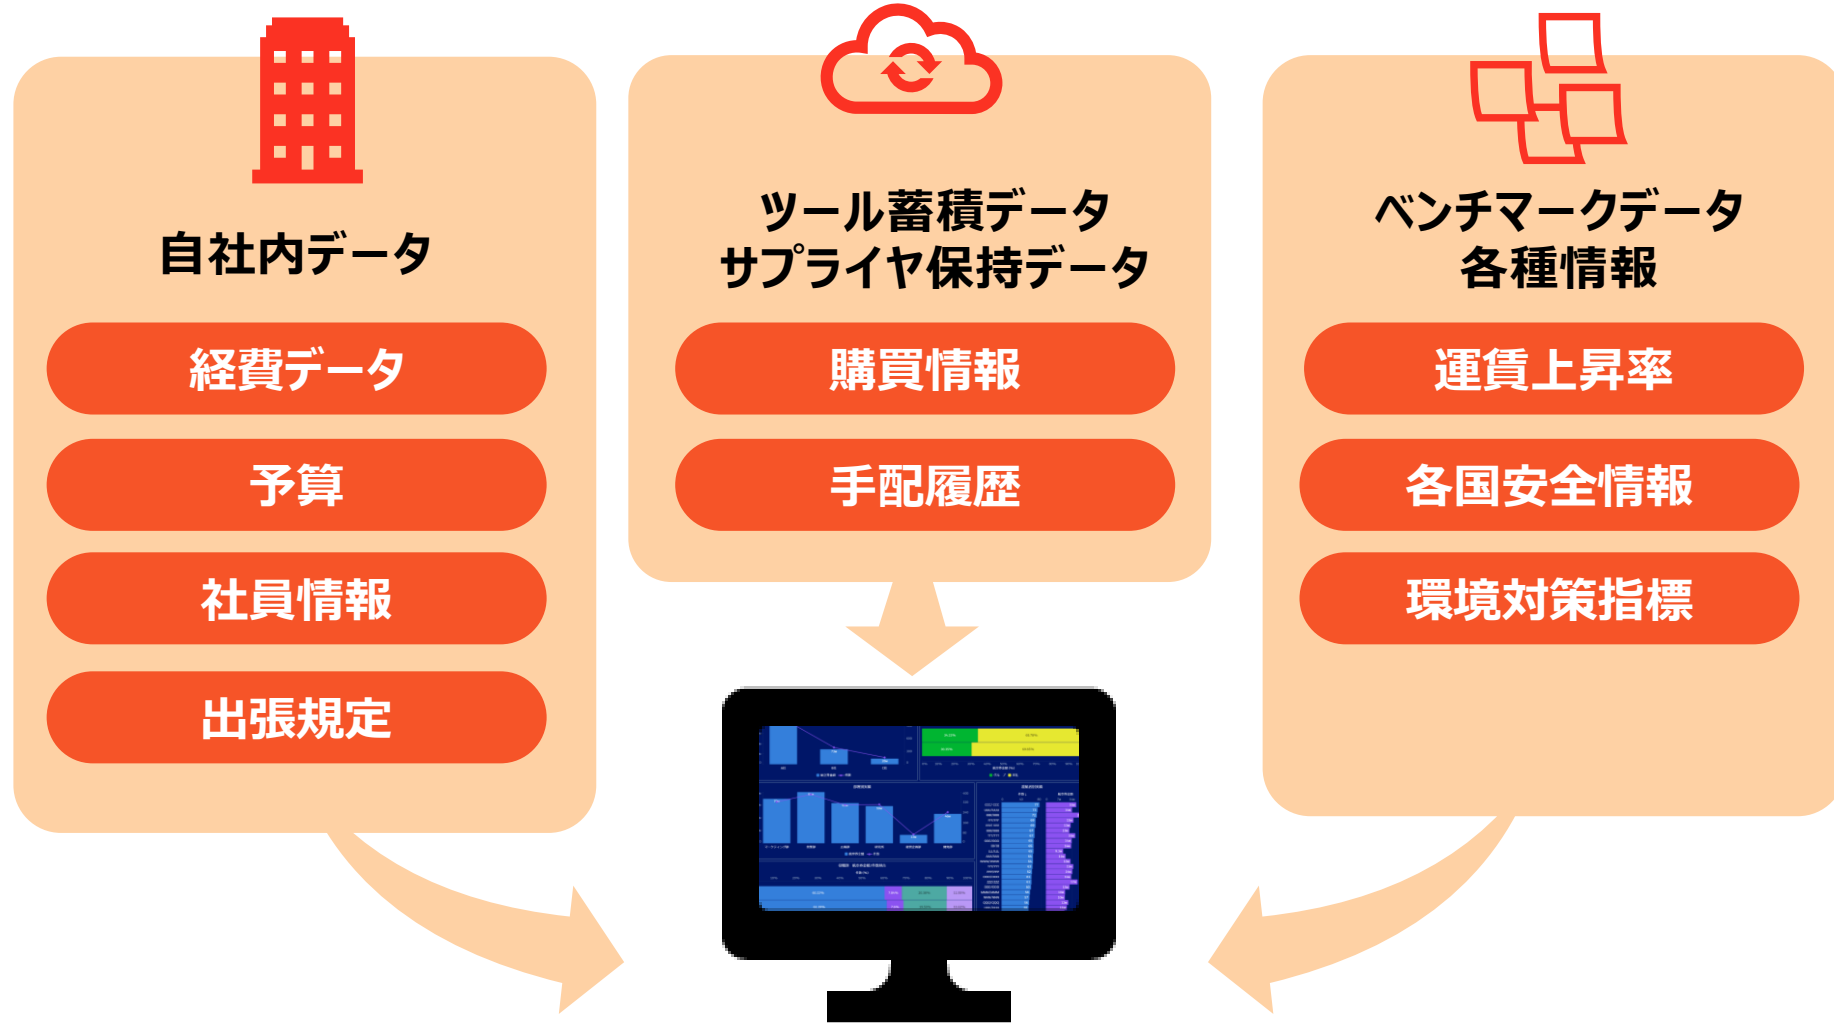 自社内データ
経費データ
予算
社員情報
出張規定
ツール蓄積データ
サプライヤ保持データ
購買情報
手配履歴
ベンチマークデータ
各種情報
運賃上昇率
各国安全情報
環境対策指標